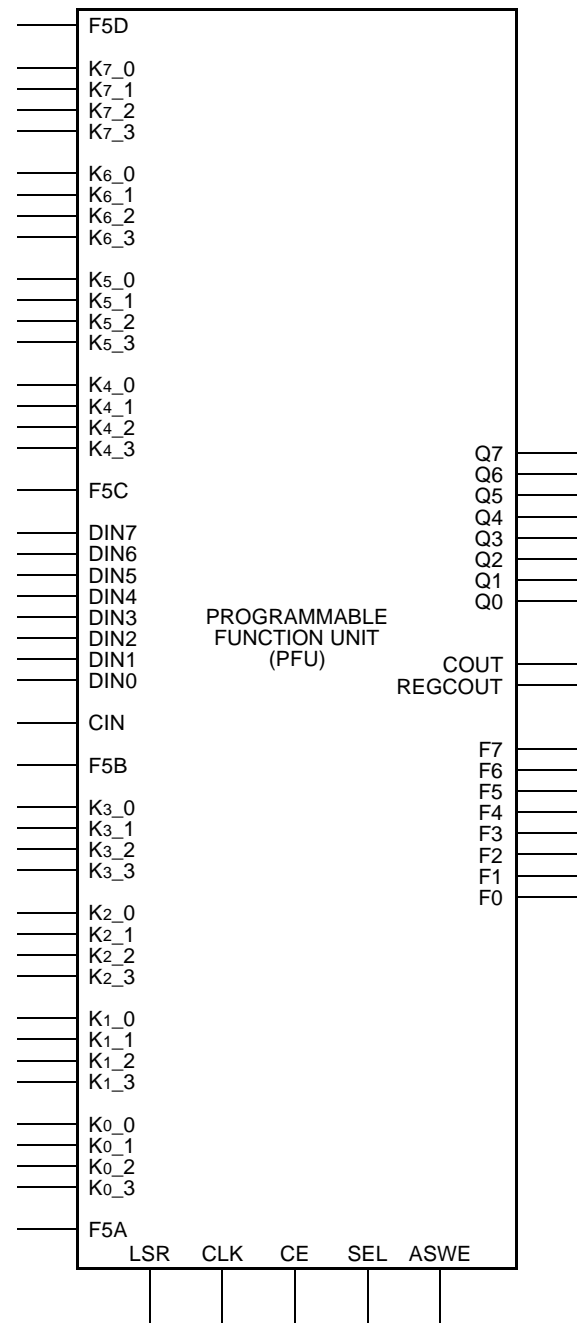 F5D
K7_0
K7_1
K7_2
K7_3
K6_0
K6_1
K6_2
K6_3
K5_0
K5_1
K5_2
K5_3
K4_0
K4_1
K4_2
K4_3
F5C
DIN7
DIN6
DIN5
DIN4
DIN3
DIN2
DIN1
DIN0
CIN
F5B
K3_0
K3_1
K3_2
K3_3
K2_0
K2_1
K2_2
K2_3
K1_0
K1_1
K1_2
K1_3
K0_0
K0_1
K0_2
K0_3
F5A
PROGRAMMABLE
FUNCTION UNIT
(PFU)
Q7
Q6
Q5
Q4
Q3
Q2
Q1
Q0
COUT
REGCOUT
F7
F6
F5
F4
F3
F2
F1
F0
LSR CLK CE SEL ASWE